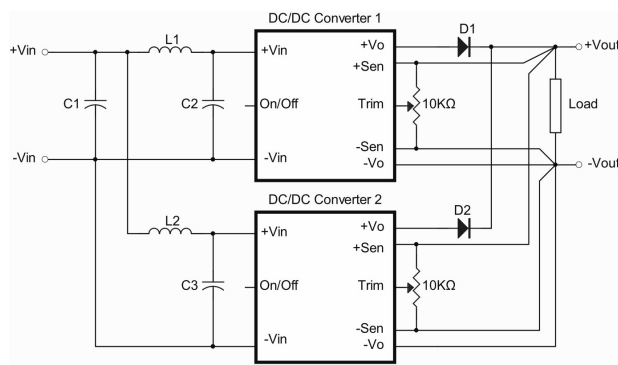 DC/DC Converter 1
D1
L1
+Vin
+Vin
+Vo
+Vout
+Sen
C1
C2
On/Off
Trim
10KΩ
Load
-Sen
-Vin
-Vin
-Vo
-Vout
DC/DC Converter 2
D2
L2
+Vin
+Vo
+Sen
C3
On/Off
Trim
10KΩ
-Sen
-Vin
-Vo